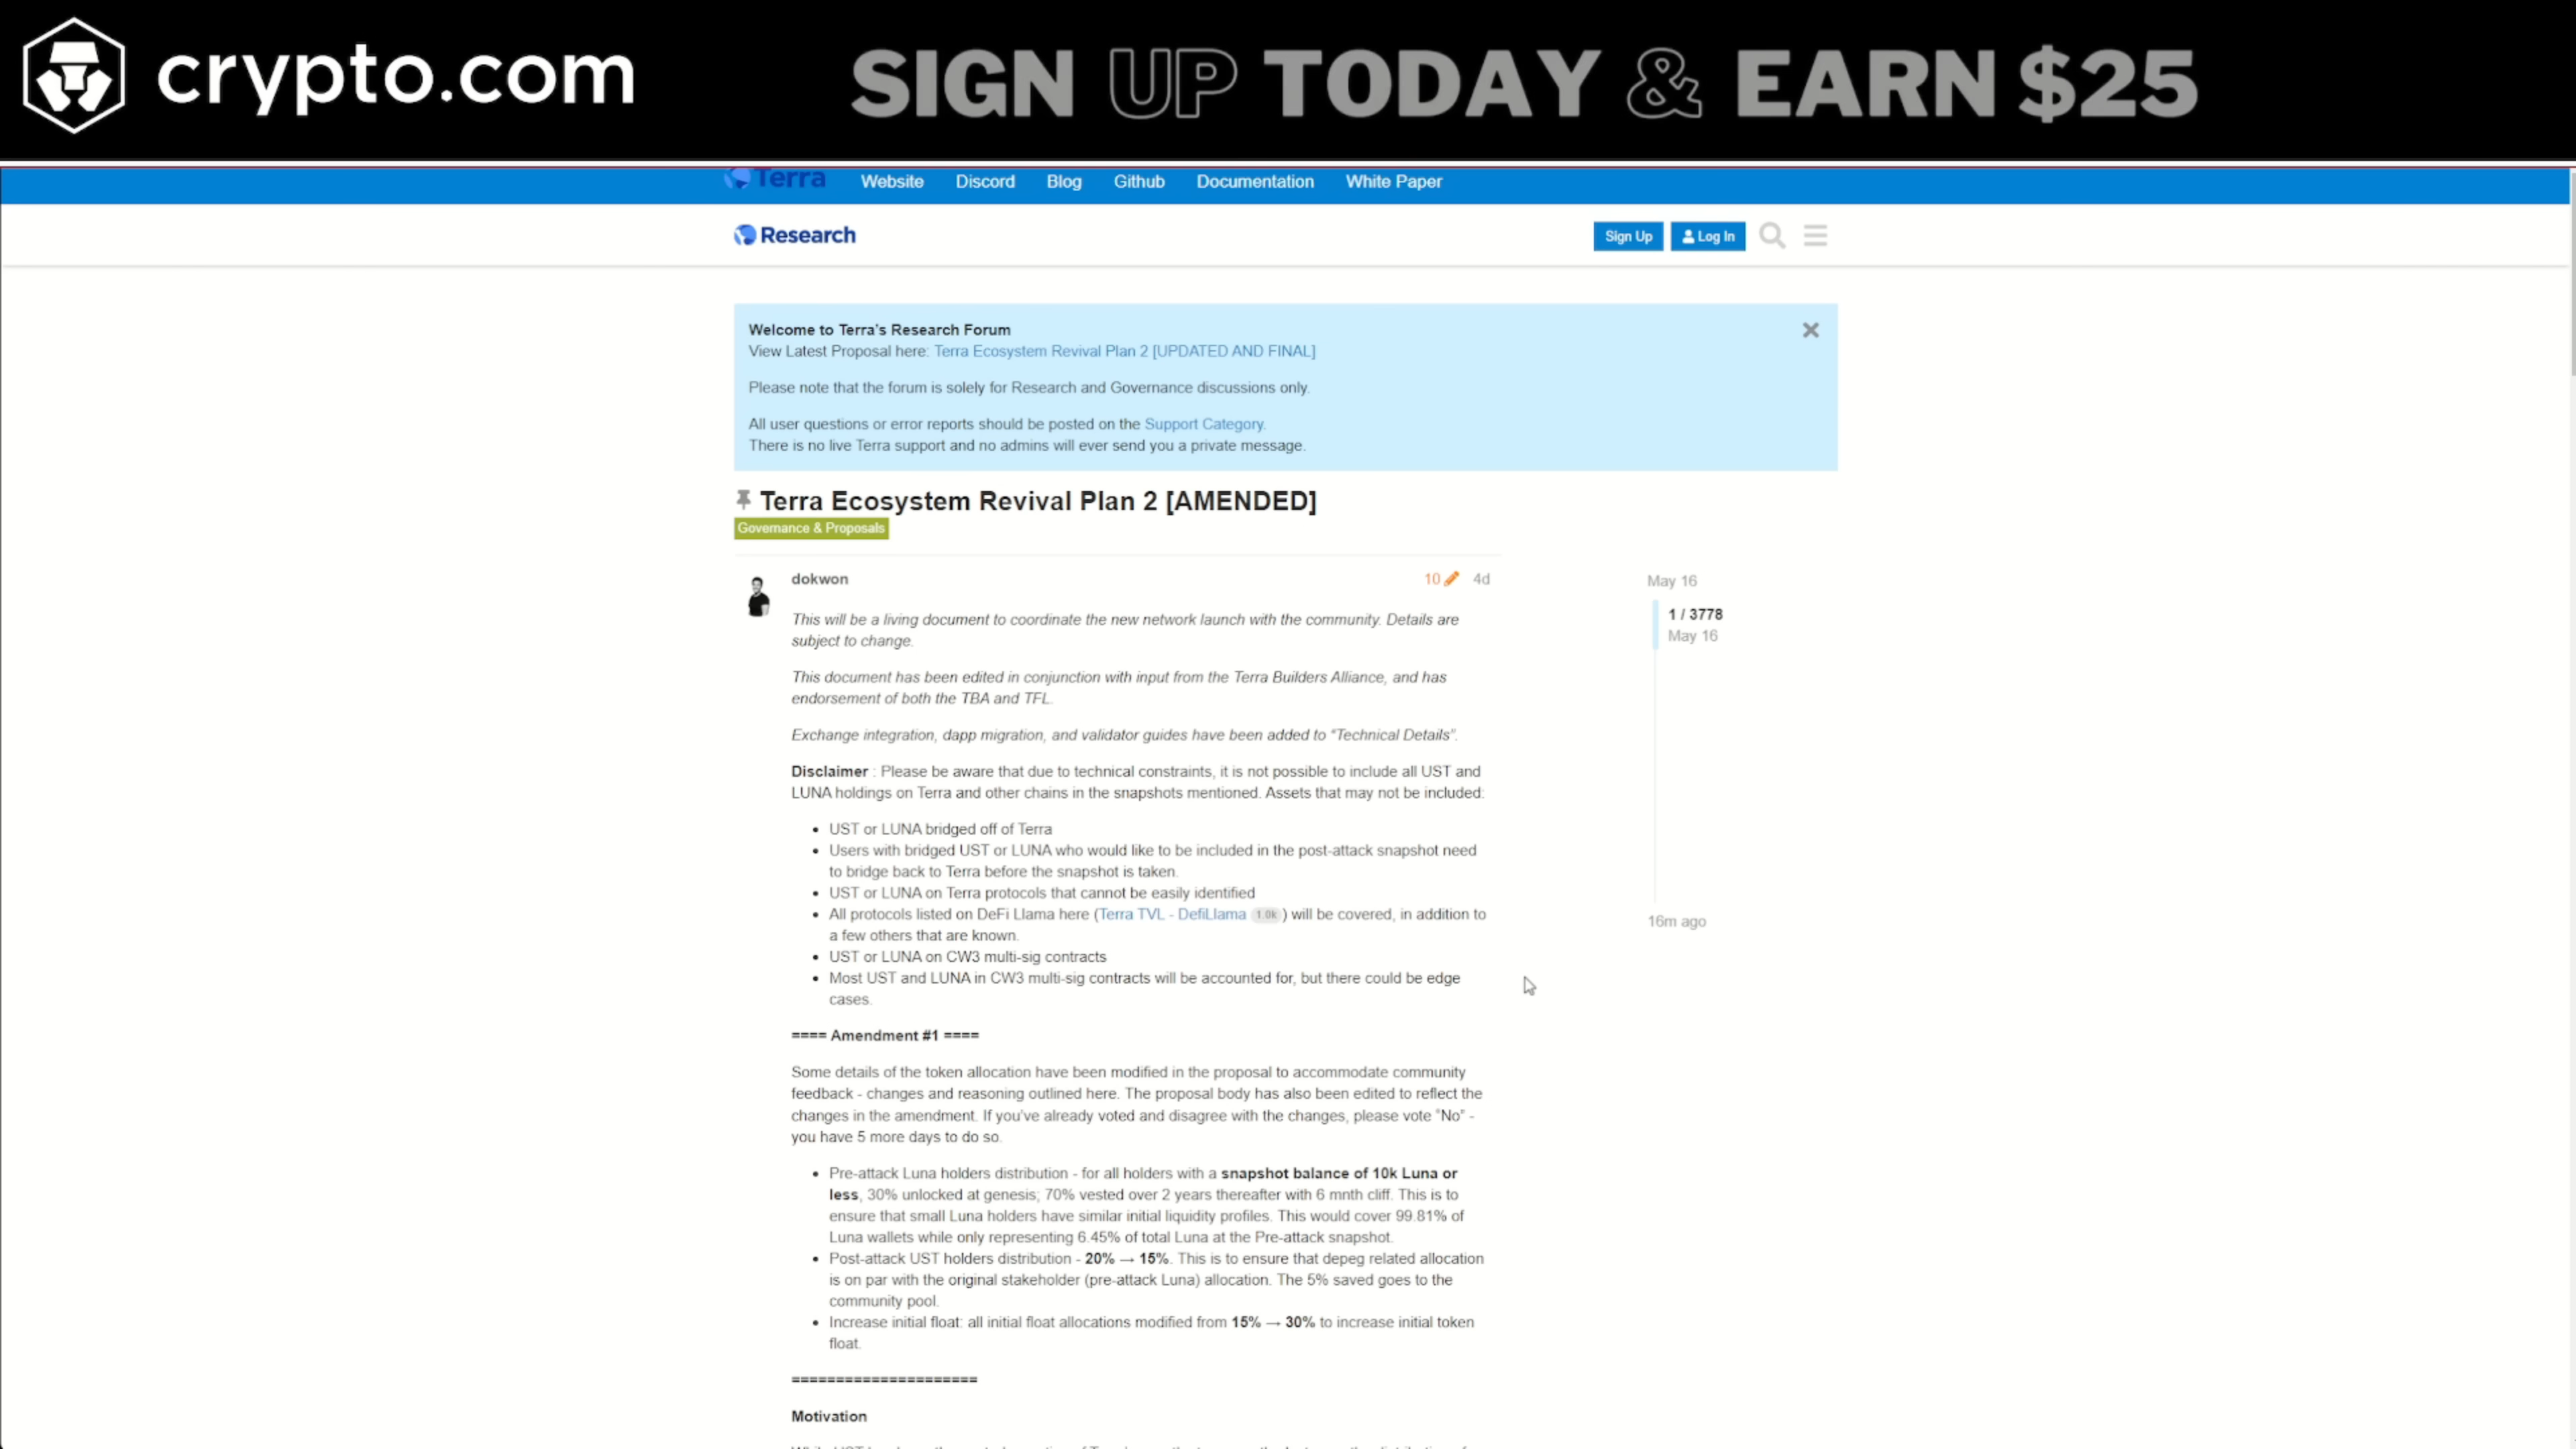 crypto.com SIGN UP TODAY & EARN $25
Terra Website Discord Blog Github Documentation White Paper
Research Sign Up Log In
Welcome to Terra's Research Forum
View Latest Proposal here: Terra Ecosystem Revival Plan 2 [UPDATED AND FINAL]
Please note that the forum is solely for Research and Governance discussions only.
All user questions or error reports should be posted on the Support Category.
There is no live Terra support and no admins will ever send you a private message.
Terra Ecosystem Revival Plan 2 [AMENDED]
Governance & Proposals
dokwon 10 4d
May 16
1 / 3778
May 16
16m ago
This will be a living document to coordinate the new network launch with the community. Details are
subject to change.
This document has been edited in conjunction with input from the Terra Builders Alliance, and has
endorsement of both the TBA and TFL.
Exchange integration, dapp migration, and validator guides have been added to “Technical Details”.
Disclaimer : Please be aware that due to technical constraints, it is not possible to include all UST and
LUNA holdings on Terra and other chains in the snapshots mentioned. Assets that may not be included:
• UST or LUNA bridged off of Terra
• Users with bridged UST or LUNA who would like to be included in the post-attack snapshot need
to bridge back to Terra before the snapshot is taken.
• UST or LUNA on Terra protocols that cannot be easily identified
• All protocols listed on DeFi Llama here (Terra TVL - DefiLlama 1.0k ) will be covered, in addition to
a few others that are known.
• UST or LUNA on CW3 multi-sig contracts
• Most UST and LUNA in CW3 multi-sig contracts will be accounted for, but there could be edge
cases.
==== Amendment #1 ====
Some details of the token allocation have been modified in the proposal to accommodate community
feedback - changes and reasoning outlined here. The proposal body has also been edited to reflect the
changes in the amendment. If you've already voted and disagree with the changes, please vote “No” -
you have 5 more days to do so.
• Pre-attack Luna holders distribution - for all holders with a snapshot balance of 10k Luna or
less, 30% unlocked at genesis; 70% vested over 2 years thereafter with 6 mnth cliff. This is to
ensure that small Luna holders have similar initial liquidity profiles. This would cover 99.81% of
Luna wallets while only representing 6.45% of total Luna at the Pre-attack snapshot.
• Post-attack UST holders distribution - 20% → 15%. This is to ensure that depeg related allocation
is on par with the original stakeholder (pre-attack Luna) allocation. The 5% saved goes to the
community pool.
• Increase initial float: all initial float allocations modified from 15% → 30% to increase initial token
float.
=====================
Motivation